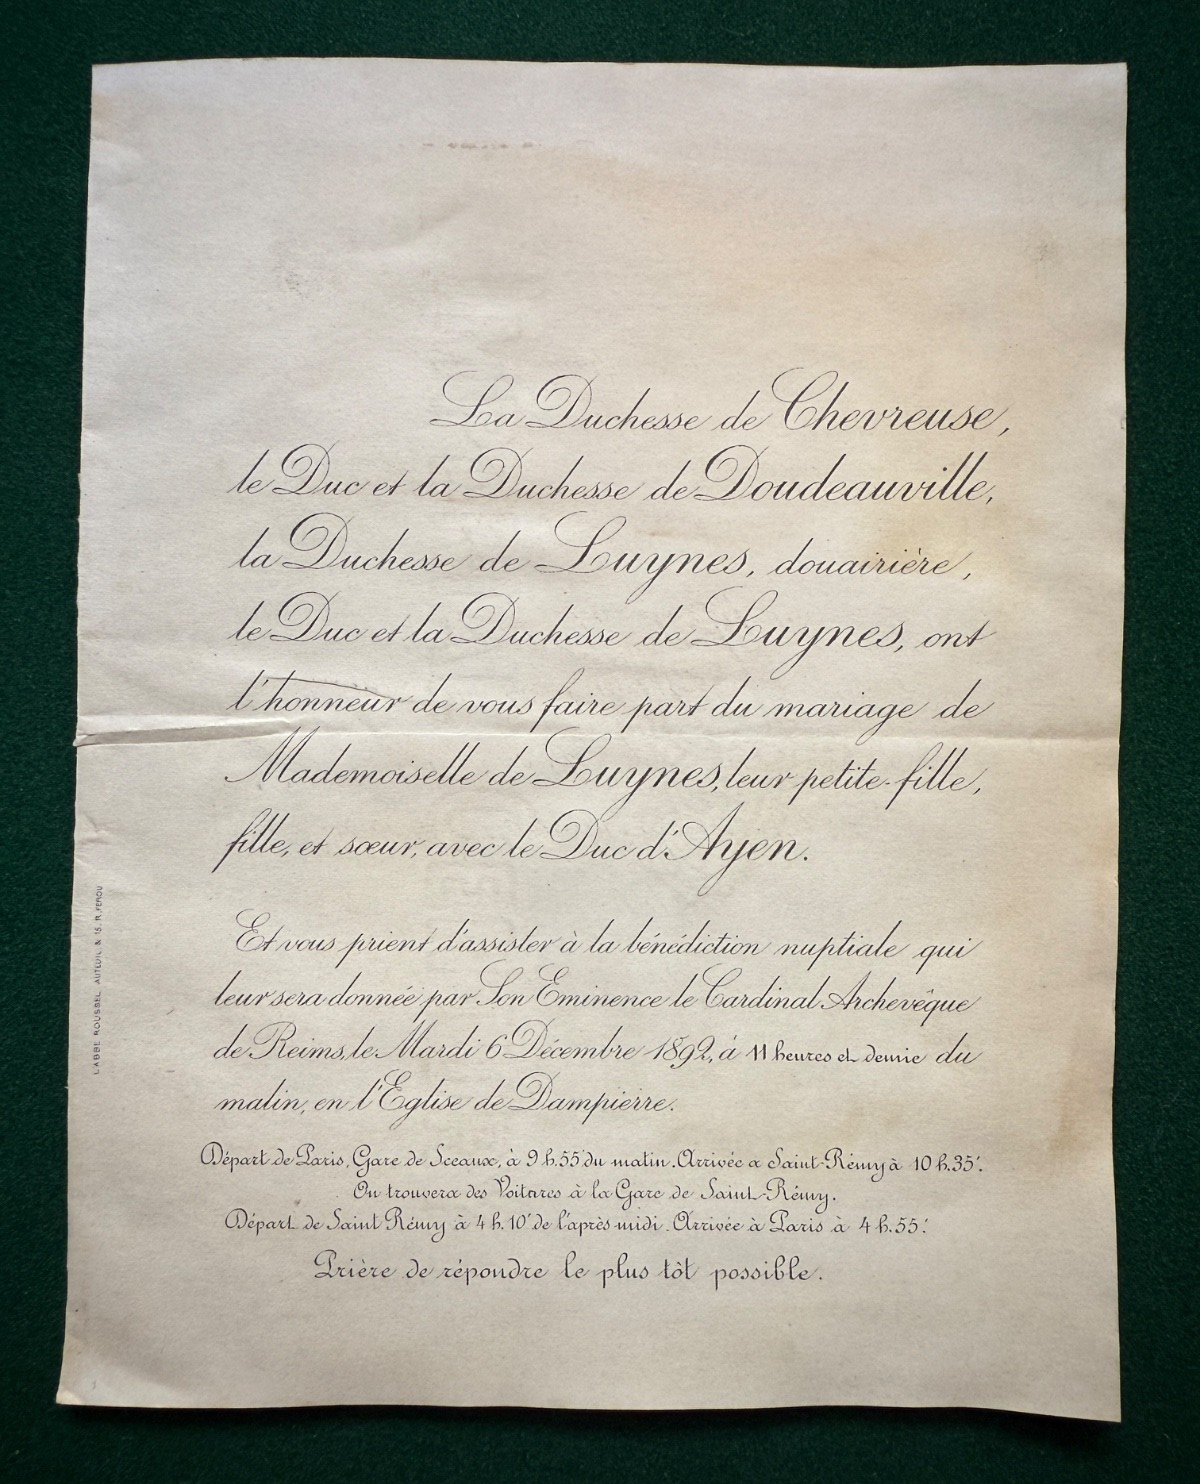 La Duchesse de Chevreuse,
le Duc et la Duchesse de Doudeauville,
la Duchesse de Luynes, douairière,
le Duc et la Duchesse de Luynes, ont
l'honneur de vous faire part du mariage de
Mademoiselle de Luynes, leur petite-fille,
fille, et sœur, avec le Duc d'Ayen.
Et vous prient d'assister à la bénédiction nuptiale qui
leur sera donnée par Son Eminence le Cardinal Archevêque
de Reims, le Mardi 6 Décembre 1892, à 11 heures et demie du
matin, en l'Eglise de Dampierre.
Départ de Paris, Gare de Sceaux, à 9 h. 55' du matin. Arrivée a Saint-Rémy à 10 h. 35'.
On trouvera des Voitures à la Gare de Saint-Rémy.
Départ de Saint Rémy à 4 h. 10' de l'après midi. Arrivée à Paris à 4 h. 55'.
Prière de répondre le plus tôt possible.
L'ABBÉ ROUSSEL AUTEUIL & 15, R. FEROU